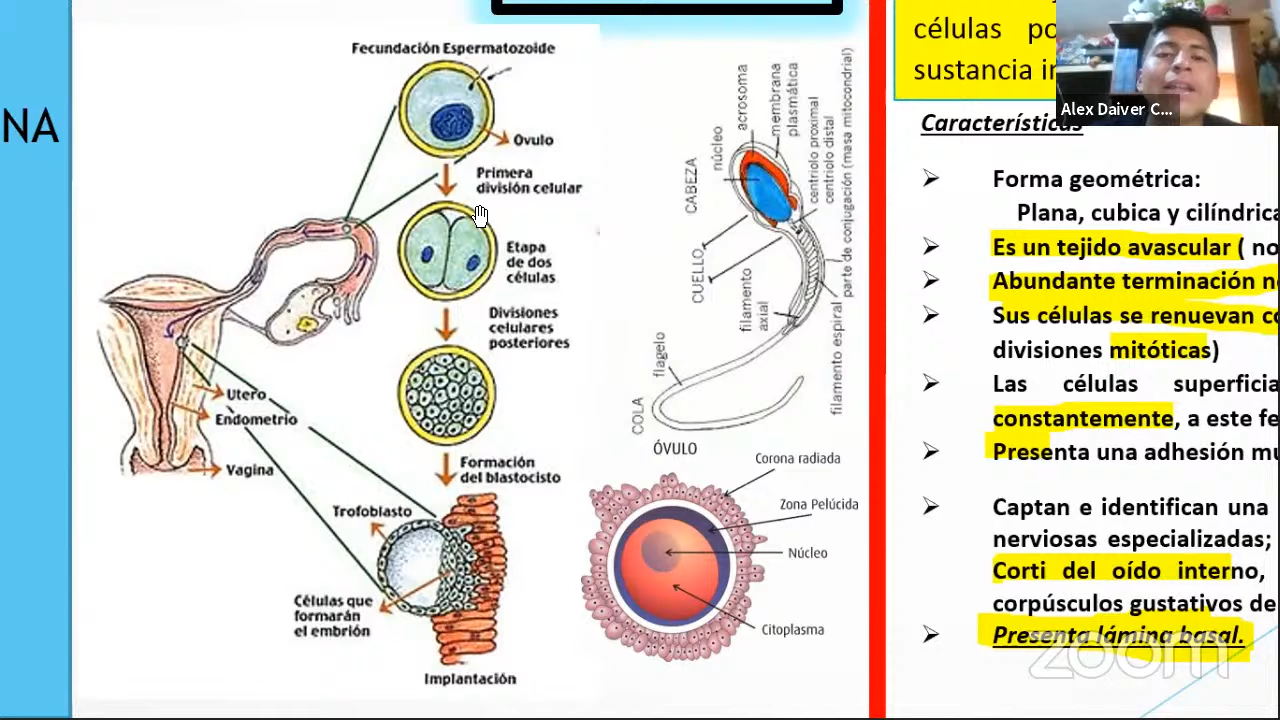 NA
Fecundación Espermatozoide
Óvulo
Primera
división celular
Etapa
de dos
células
Divisiones
celulares
posteriores
Utero
Endometrio
Vagina
Formación
del blastocisto
Trofoblasto
Células que
formarán
el embrión
Implantación
CABEZA
núcleo
acrosoma
membrana
plasmática
centriolo proximal
centriolo distal
parte de conjugación (masa mitocondrial)
CUELLO
filamento
axial
filamento espiral
flagelo
COLA
ÓVULO
Corona radiada
Zona Pelúcida
Núcleo
Citoplasma
células po
sustancia in
Alex Daiver C...
Características
➢ Forma geométrica:
Plana, cubica y cilíndrica
➢ Es un tejido avascular ( no
➢ Abundante terminación ne
➢ Sus células se renuevan co
divisiones mitóticas)
➢ Las células superficia
constantemente, a este fe
➢ Presenta una adhesión mu
➢ Captan e identifican una
nerviosas especializadas;
Corti del oído interno,
corpúsculos gustativos de
➢ Presenta lámina basal.
zoom